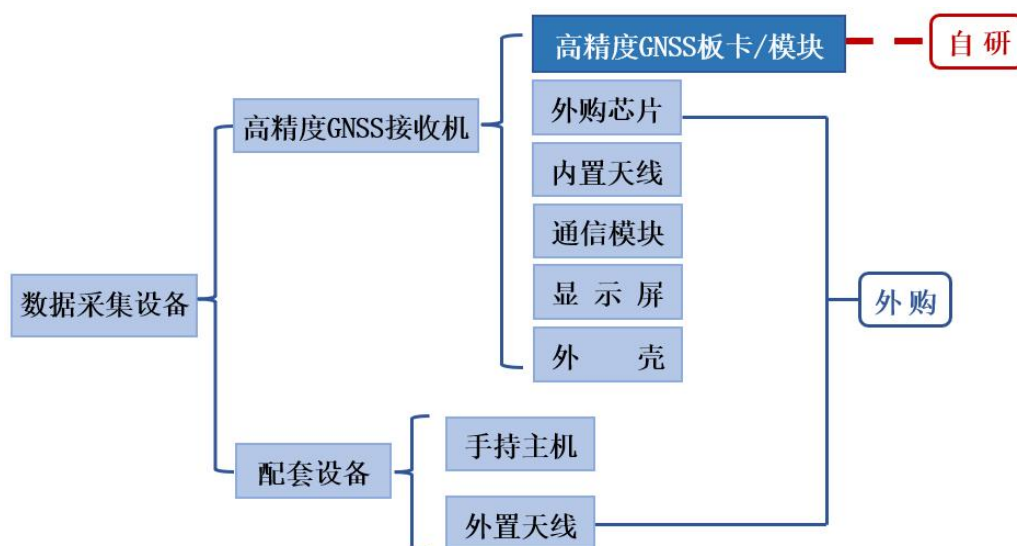 高精度GNSS板卡/模块
自研
高精度GNSS接收机
外购芯片
内置天线
通信模块
数据采集设备
显示屏
外购
外壳
手持主机
配套设备
外置天线